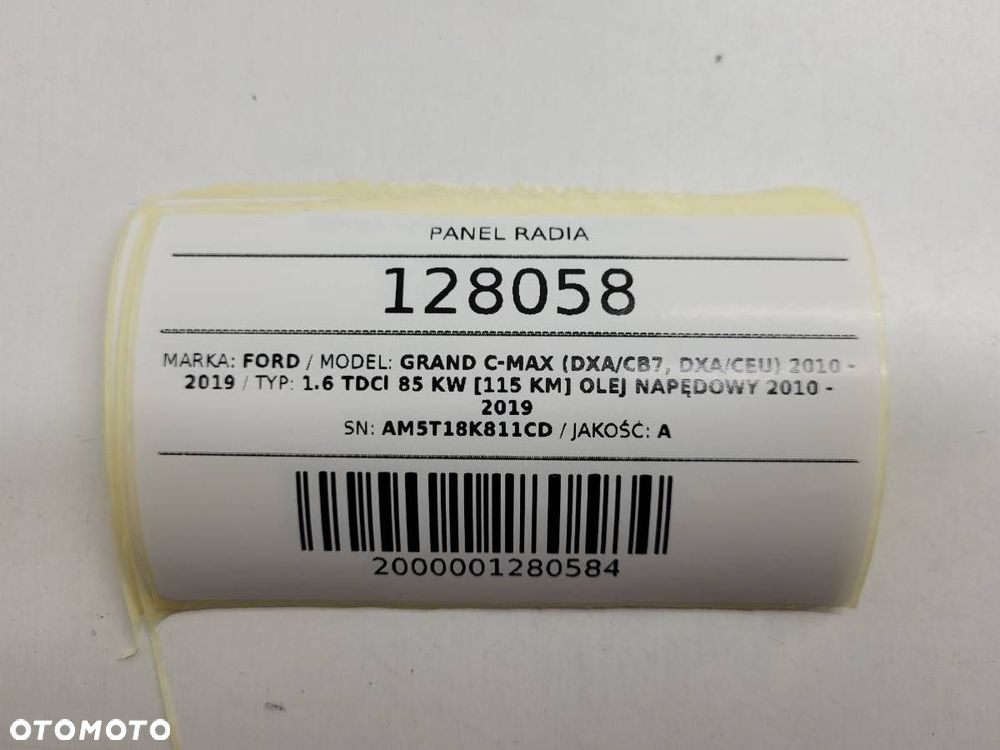 PANEL RADIA
128058
MARKA: FORD / MODEL: GRAND C-MAX (DXA/CB7, DXA/CEU) 2010 -
2019 / TYP: 1.6 TDCI 85 KW [115 KM] OLEJ NAPĘDOWY 2010 -
2019
SN: AM5T18K811CD / JAKOŚĆ: A
2000001280584
OTOMOTO